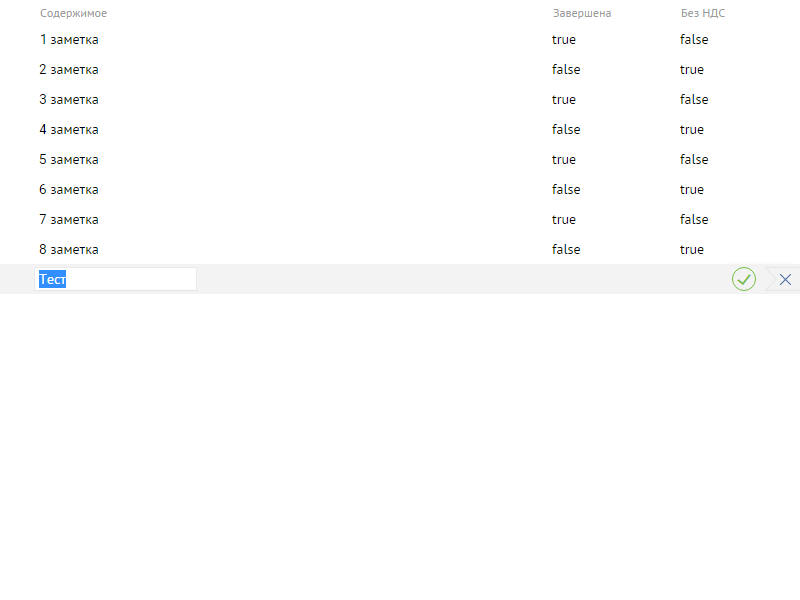 Содержимое Завершена Без НДС
1 заметка true false
2 заметка false true
3 заметка true false
4 заметка false true
5 заметка true false
6 заметка false true
7 заметка true false
8 заметка false true
Тест